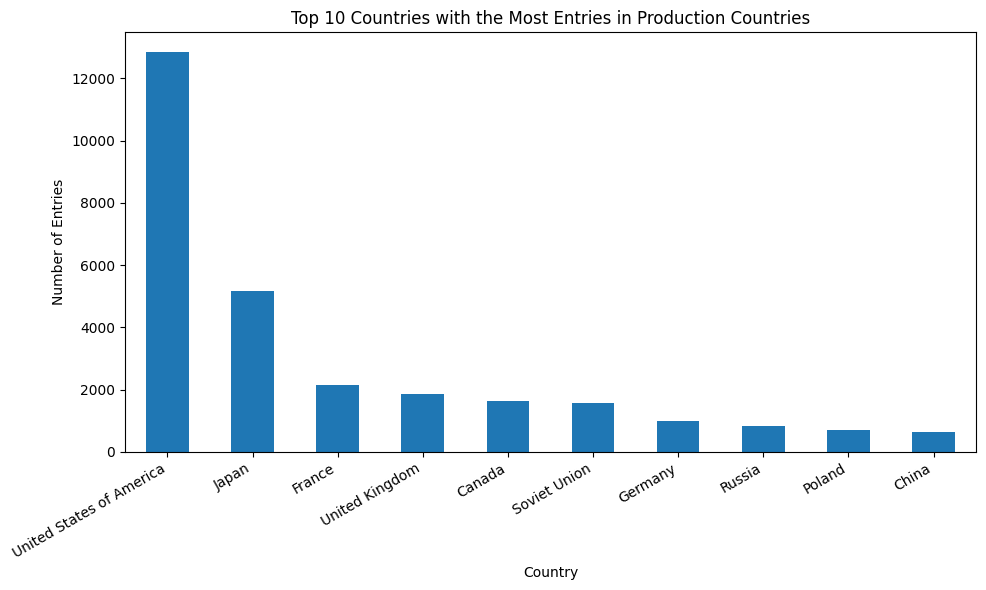 Top 10 Countries with the Most Entries in Production Countries
Number of Entries
12000
10000
8000
6000
4000
2000
0
United States of America
Japan
France
United Kingdom
Canada
Soviet Union
Germany
Russia
Poland
China
Country